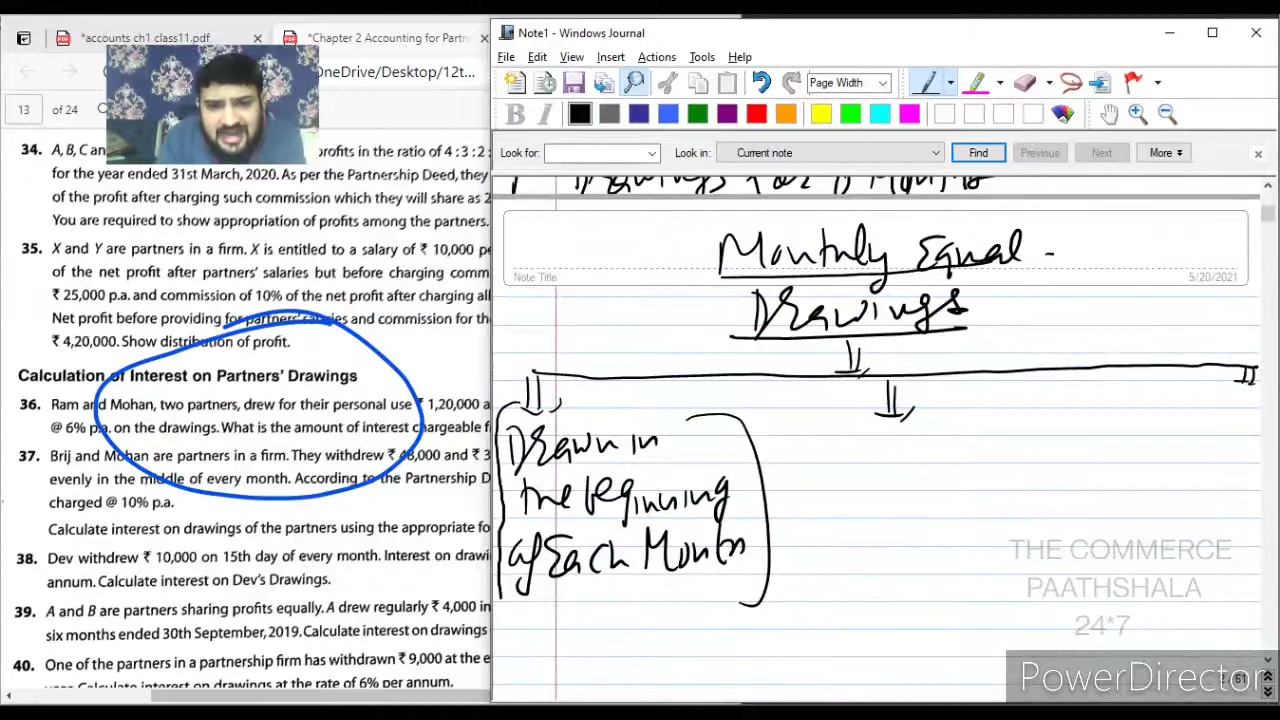 *accounts ch1 class11.pdf
*Chapter 2 Accounting for Partn
OneDrive/Desktop/12t...
13 of 24
34. A, B, C an profits in the ratio of 4 : 3 : 2 :
for the year ended 31st March, 2020. As per the Partnership Deed, they
of the profit after charging such commission which they will share as 2
You are required to show appropriation of profits among the partners.
35. X and Y are partners in a firm. X is entitled to a salary of ₹ 10,000 pe
of the net profit after partners' salaries but before charging comm
₹ 25,000 p.a. and commission of 10% of the net profit after charging all
Net profit before providing for partners' salaries and commission for the
₹ 4,20,000. Show distribution of profit.
Calculation of Interest on Partners' Drawings
36. Ram and Mohan, two partners, drew for their personal use ₹ 1,20,000 a
@ 6% p.a. on the drawings. What is the amount of interest chargeable f
37. Brij and Mohan are partners in a firm. They withdrew ₹ 48,000 and ₹ 3
evenly in the middle of every month. According to the Partnership D
charged @ 10% p.a.
Calculate interest on drawings of the partners using the appropriate fo
38. Dev withdrew ₹ 10,000 on 15th day of every month. Interest on drawi
annum. Calculate interest on Dev's Drawings.
39. A and B are partners sharing profits equally. A drew regularly ₹ 4,000 in
six months ended 30th September, 2019. Calculate interest on drawings
40. One of the partners in a partnership firm has withdrawn ₹ 9,000 at the e
year. Calculate interest on drawings at the rate of 6% per annum.
Note1 - Windows Journal
File Edit View Insert Actions Tools Help
Page Width
B I
Look for: Look in: Current note Find Previous Next More
Drawings for Months
Monthly Equal -
Note Title 5/20/2021
Drawings
Drawn in
the beginning
of Each Month
THE COMMERCE
PAATHSHALA
24*7
PowerDirector